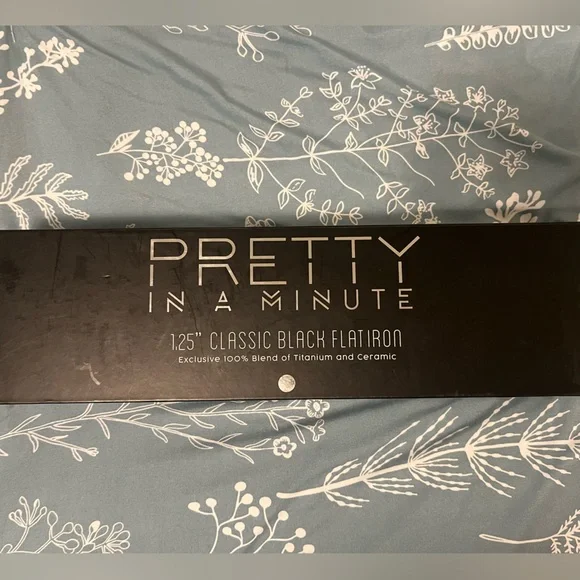 PRETTY
IN A MINUTE
1.25" CLASSIC BLACK FLATIRON
Exclusive 100% Blend of Titanium and Ceramic